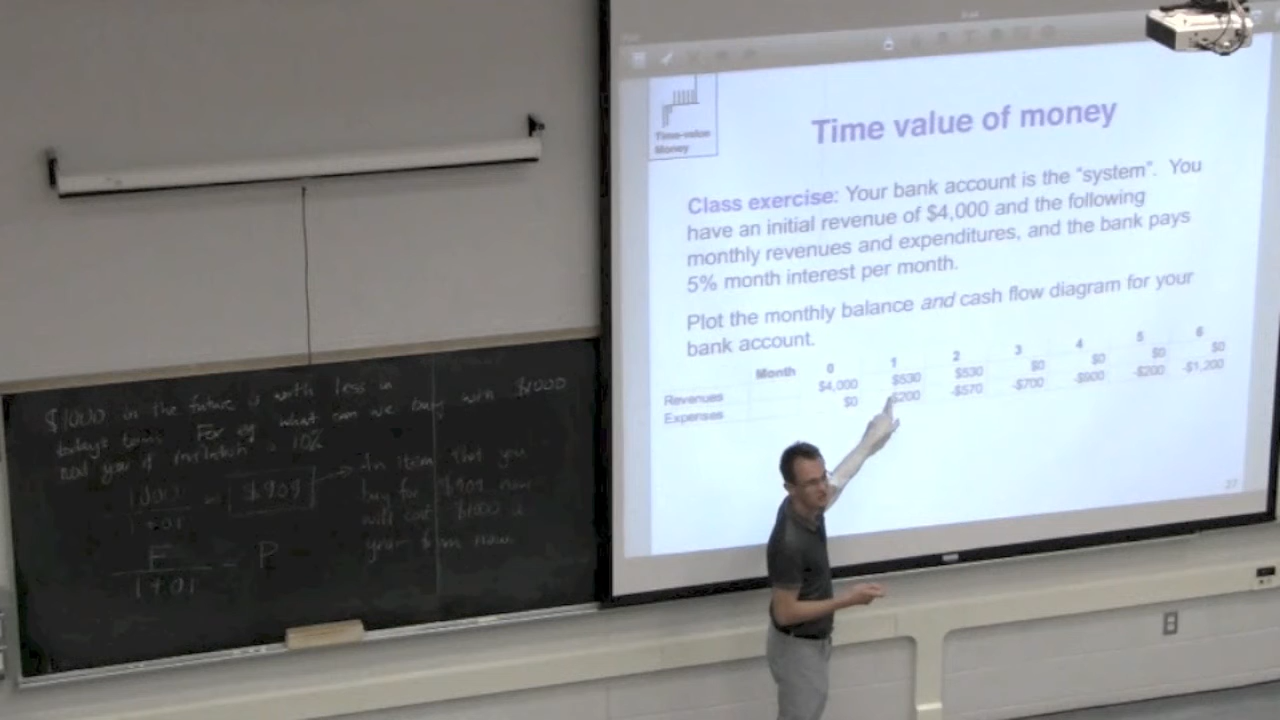 $1000 in the future is worth less in
today's terms. For eg what can we buy with $1000
next year if inflation = 10%
= $909
An item that you
buy for $909 now
will cost $1000 a
year from now.
F = P
1+0.1
Time-value
Money
Time value of money
Class exercise: Your bank account is the “system”. You
have an initial revenue of $4,000 and the following
monthly revenues and expenditures, and the bank pays
5% month interest per month.
Plot the monthly balance and cash flow diagram for your
bank account.
Month 0 1 2 3 4 5 6
Revenues $4,000 $530 $530 $0 $0 $0 $0
Expenses $0 -$200 -$570 -$700 -$900 -$200 -$1,200